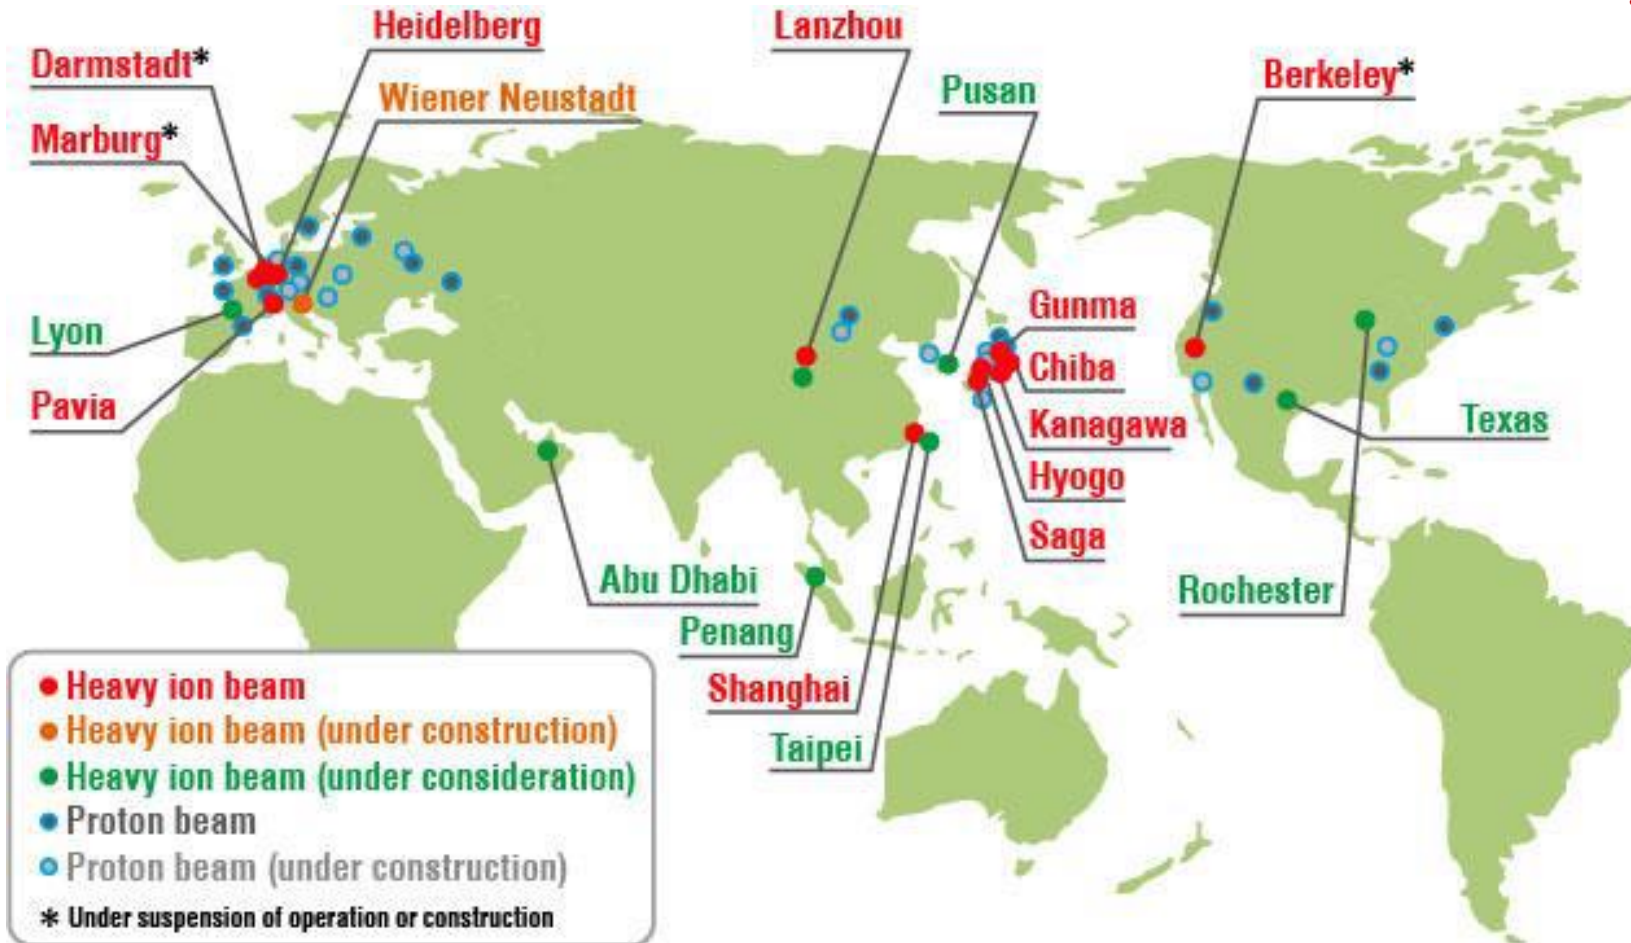 Heidelberg
Lanzhou
Darmstadt*
Berkeley*
Pusan
Wiener Neustadt
Marburg*
Gunma
Lyon
Chiba
Pavia
Texas
Kanagawa
Hyogo
Saga
Abu Dhabi
Rochester
Penang
Shanghai
Taipei
Heavy ion beam
Heavy ion beam (under construction)
Heavy ion beam (under consideration)
Proton beam
Proton beam (under construction)
* Under suspension of operation or construction